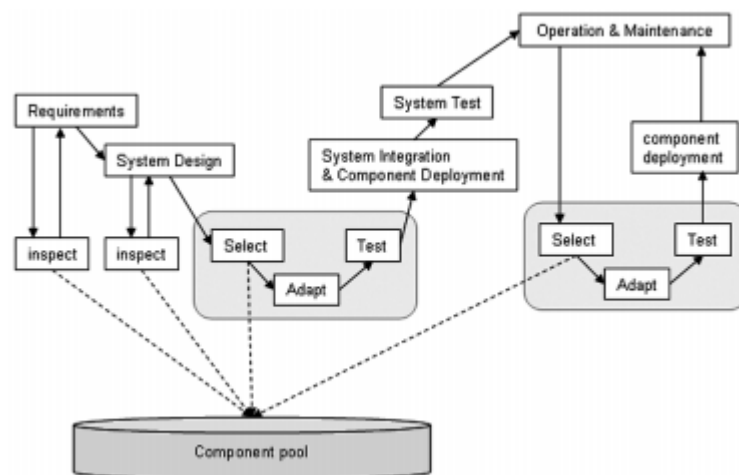 Operation & Maintenance
System Test
Requirements
System Design
System Integration
& Component Deployment
component
deployment
inspect
inspect
Select
Test
Adapt
Select
Test
Adapt
Component pool